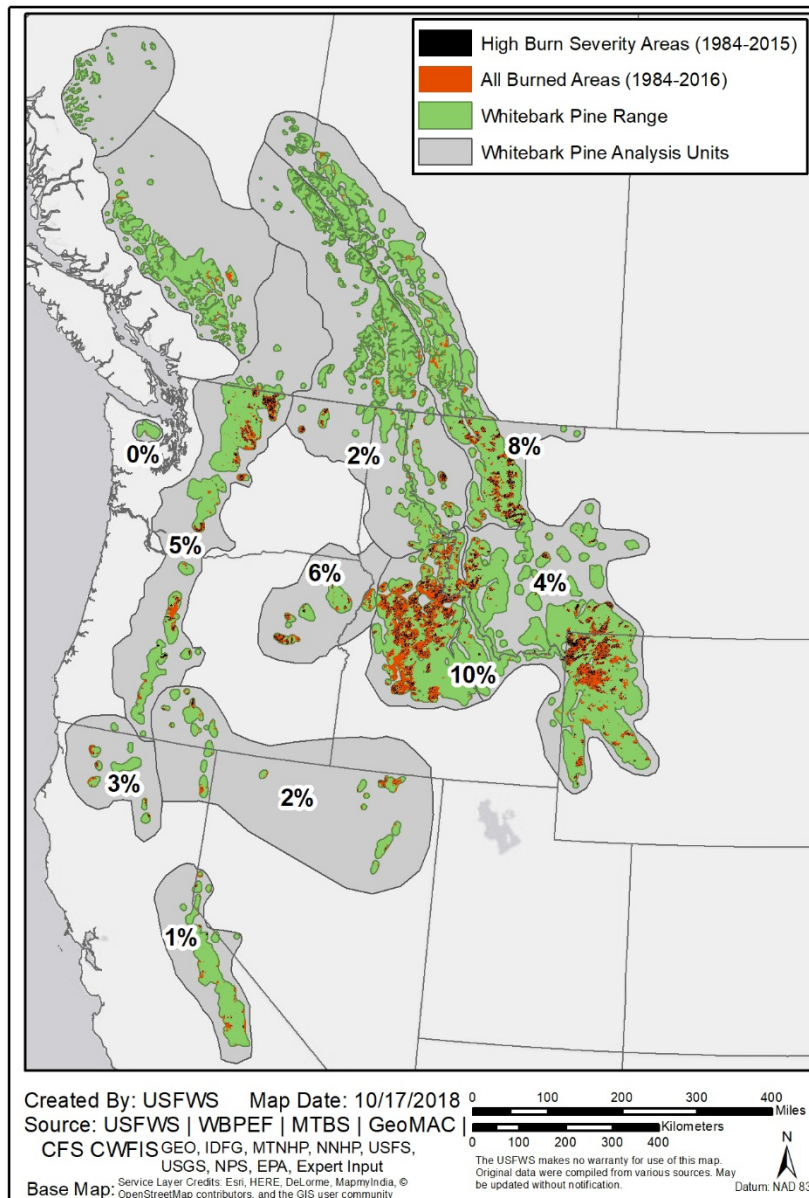 High Burn Severity Areas (1984-2015)
All Burned Areas (1984-2016)
Whitebark Pine Range
Whitebark Pine Analysis Units
0%
2%
8%
5%
6%
4%
10%
3%
2%
1%
Created By: USFWS Map Date: 10/17/2018
Source: USFWS | WBPEF | MTBS | GeoMAC |
CFS CWFIS GEO, IDFG, MTNHP, NNHP, USFS,
USGS, NPS, EPA, Expert Input
Base Map: Service Layer Credits: Esri, HERE, DeLorme, MapmyIndia, ©
OpenStreetMap contributors, and the GIS user community
0 100 200 300 400
Miles
Kilometers
0 100 200 300 400
The USFWS makes no warranty for use of this map.
Original data were compiled from various sources. May
be updated without notification.
N
Datum: NAD 83